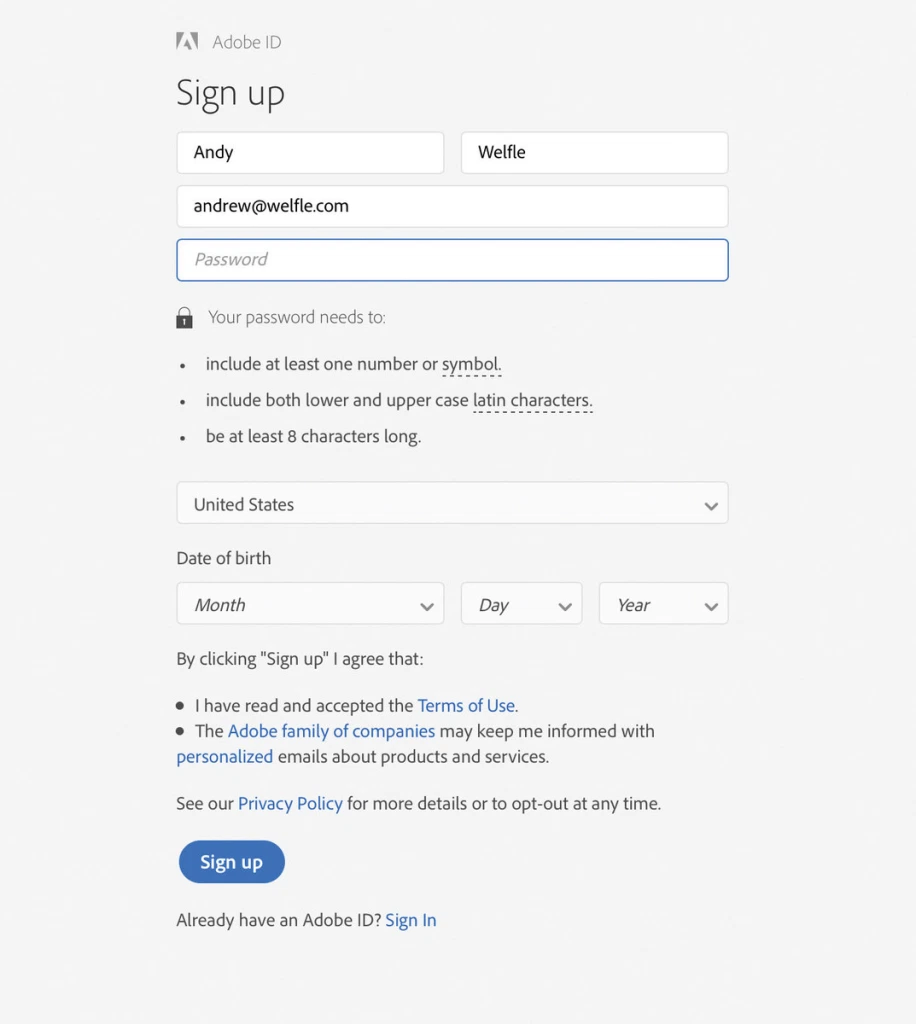 Adobe ID
Sign up
Andy Welfle
andrew@welfle.com
Password
Your password needs to:
• include at least one number or symbol.
• include both lower and upper case latin characters.
• be at least 8 characters long.
United States
Date of birth
Month Day Year
By clicking "Sign up" I agree that:
• I have read and accepted the Terms of Use.
• The Adobe family of companies may keep me informed with
personalized emails about products and services.
See our Privacy Policy for more details or to opt-out at any time.
Sign up
Already have an Adobe ID? Sign In